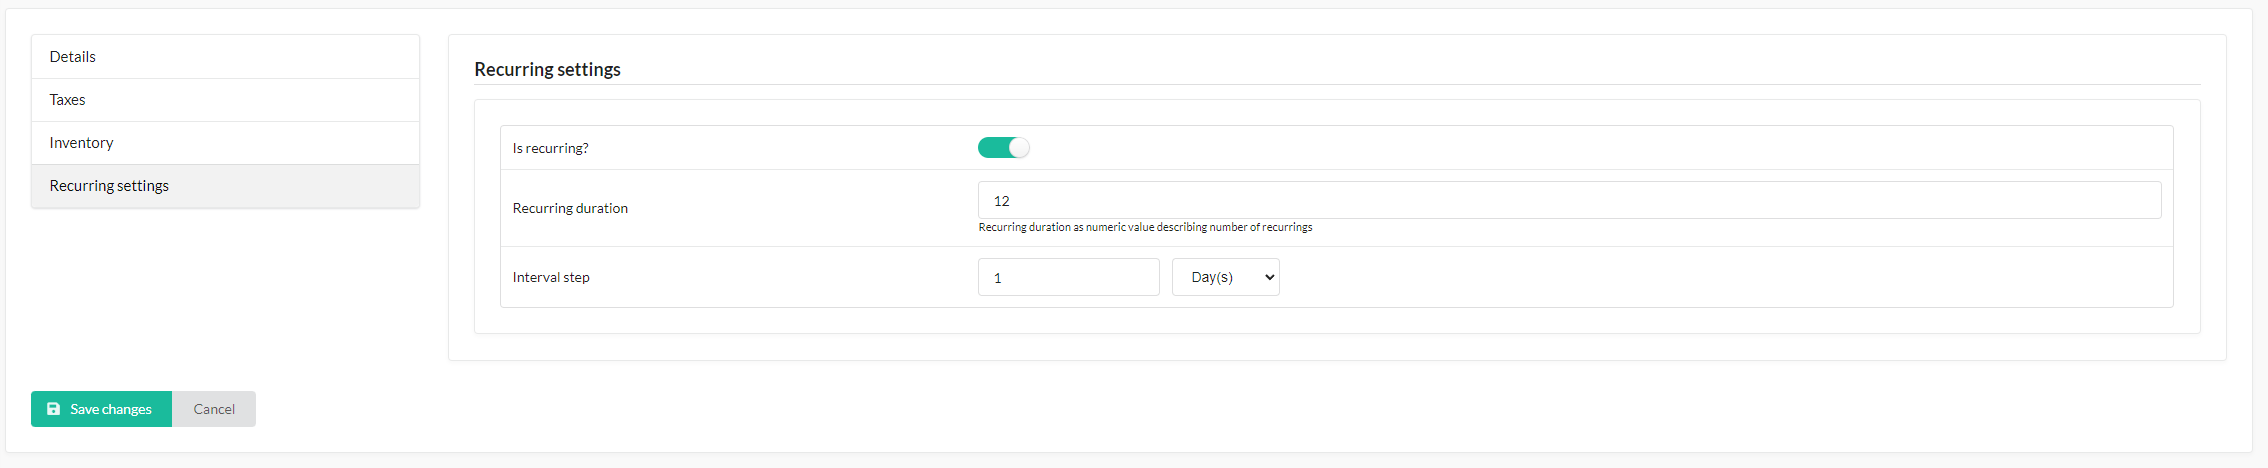 Details
Taxes
Inventory
Recurring settings
Recurring settings
Is recurring?
Recurring duration
12
Recurring duration as numeric value describing number of recurrings
Interval step
1
Day(s)
Save changes
Cancel